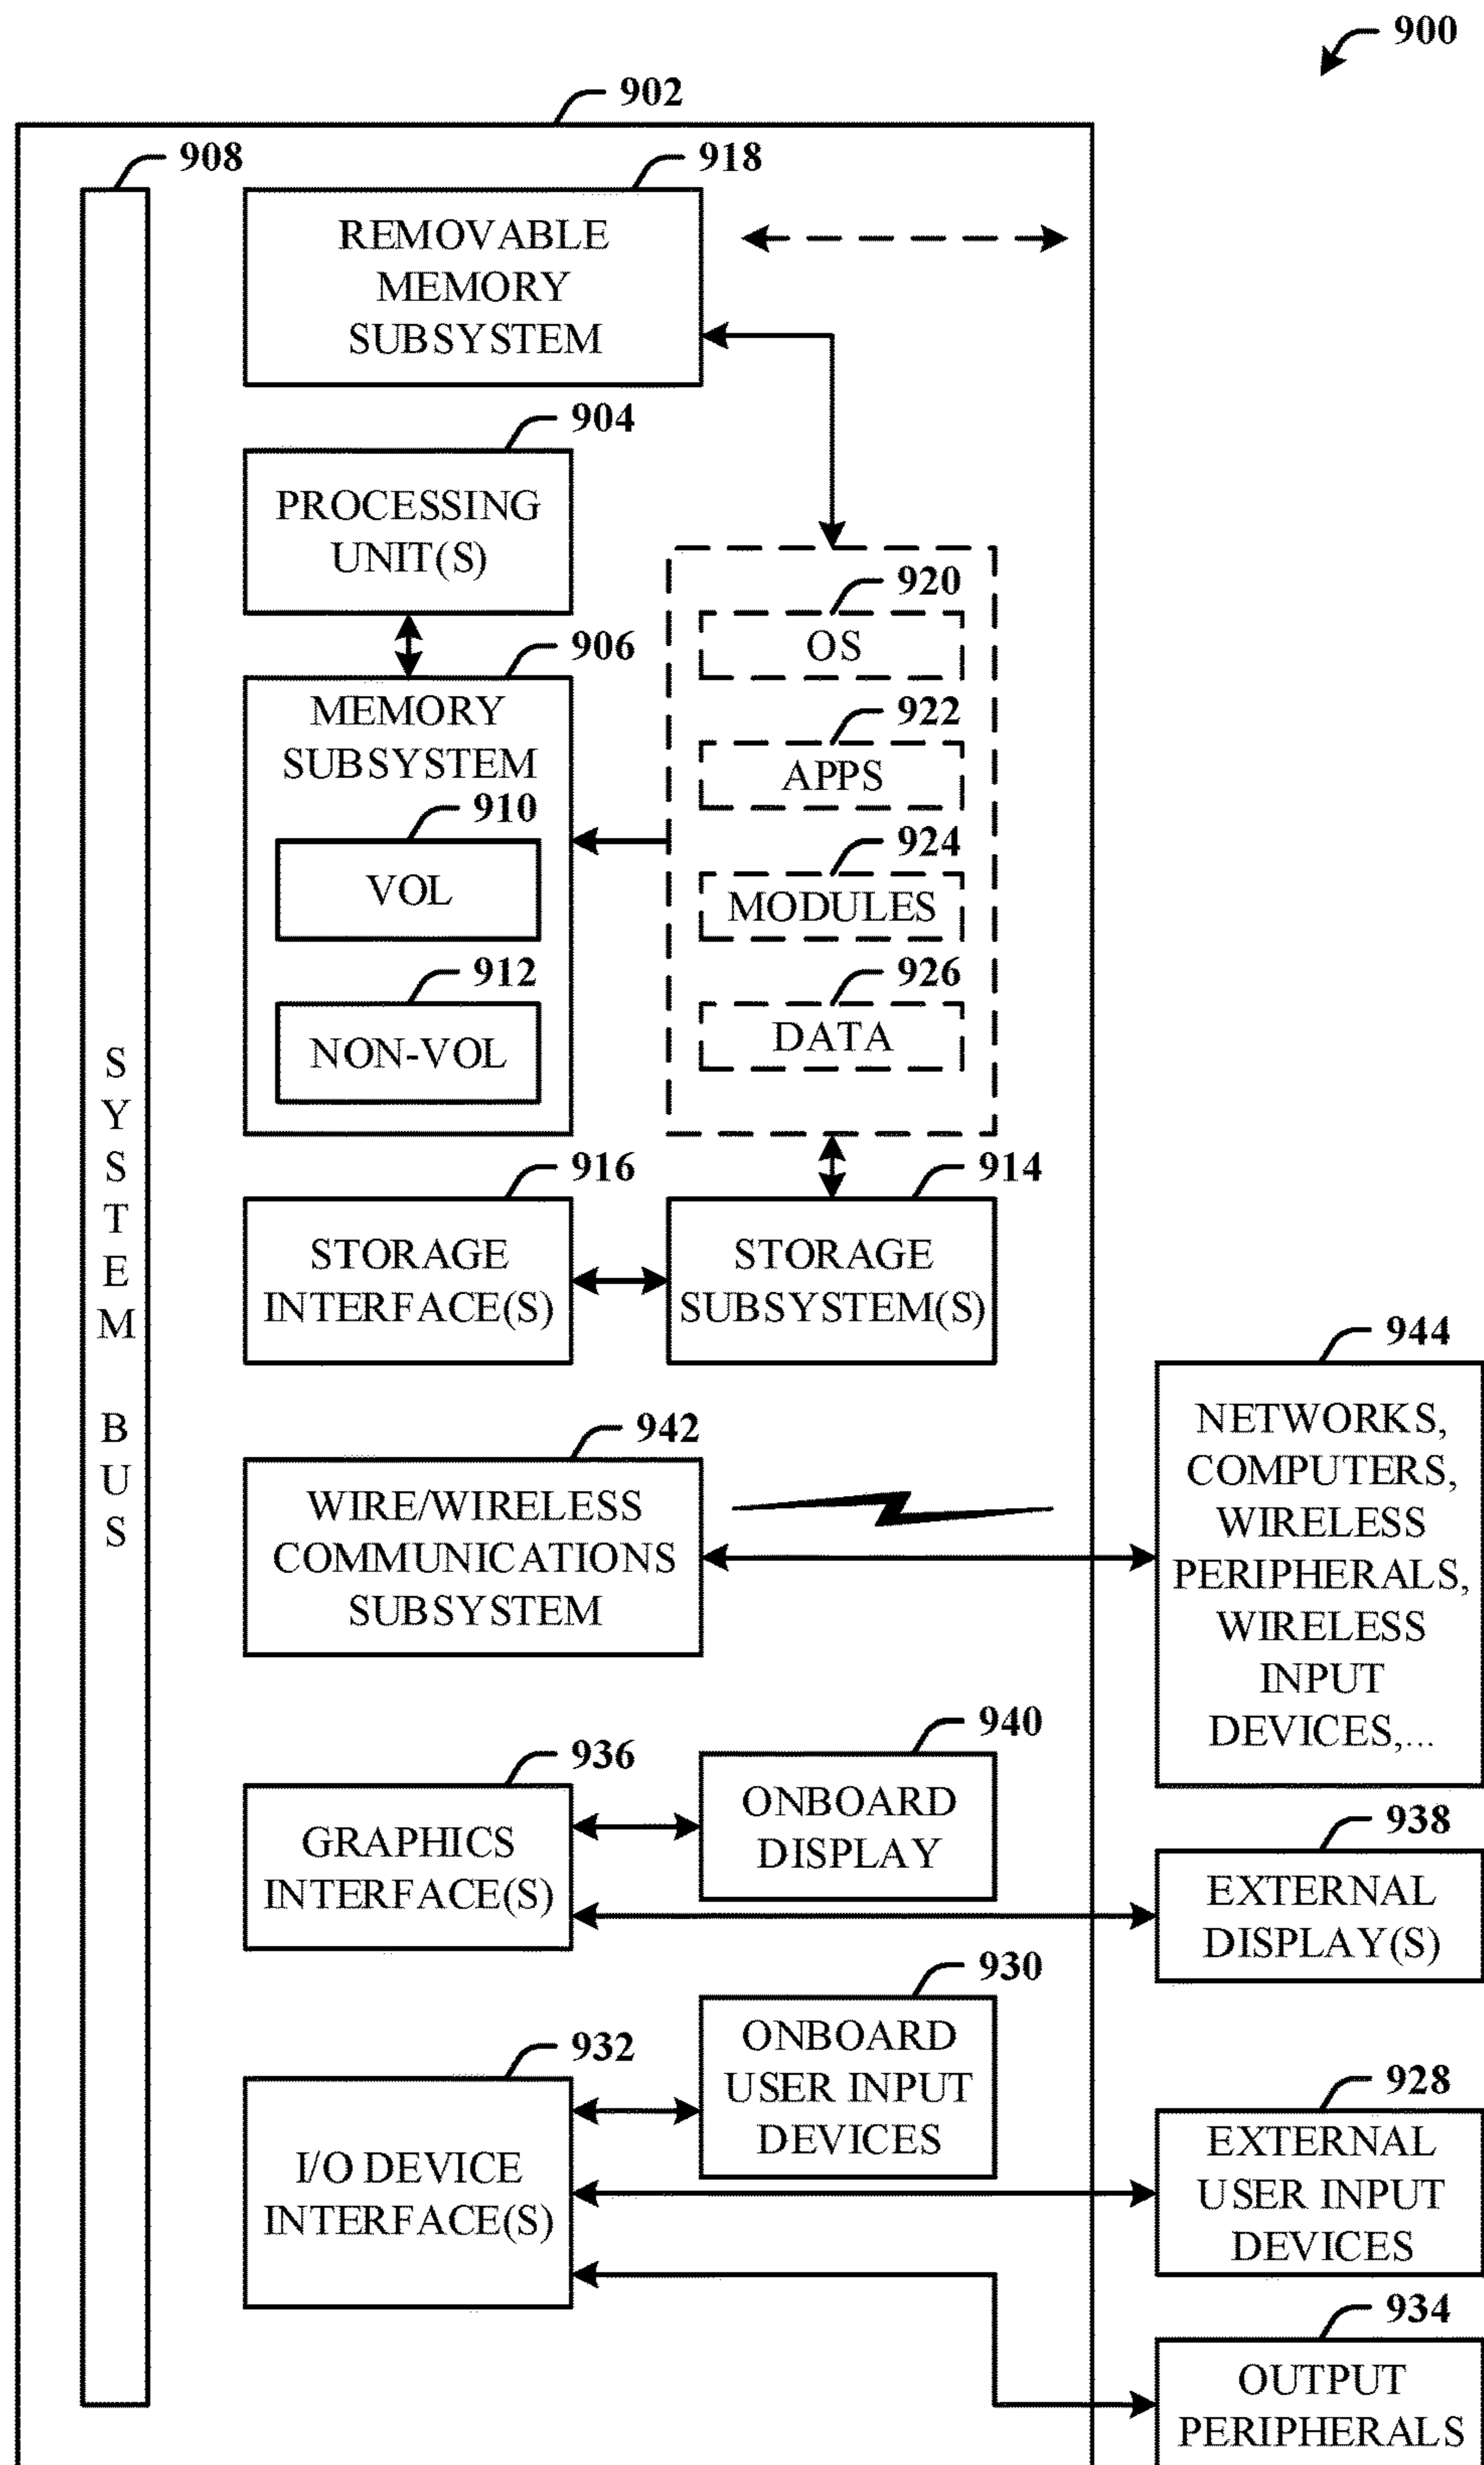 900
902
908
918
REMOVABLE
MEMORY
SUBSYSTEM
904
PROCESSING
UNIT(S)
906
MEMORY
SUBSYSTEM
910
VOL
912
NON-VOL
920
OS
922
APPS
924
MODULES
926
DATA
SYSTEM BUS
916
STORAGE
INTERFACE(S)
914
STORAGE
SUBSYSTEM(S)
942
WIRE/WIRELESS
COMMUNICATIONS
SUBSYSTEM
944
NETWORKS,
COMPUTERS,
WIRELESS
PERIPHERALS,
WIRELESS
INPUT
DEVICES,...
936
GRAPHICS
INTERFACE(S)
940
ONBOARD
DISPLAY
938
EXTERNAL
DISPLAY(S)
932
I/O DEVICE
INTERFACE(S)
930
ONBOARD
USER INPUT
DEVICES
928
EXTERNAL
USER INPUT
DEVICES
934
OUTPUT
PERIPHERALS